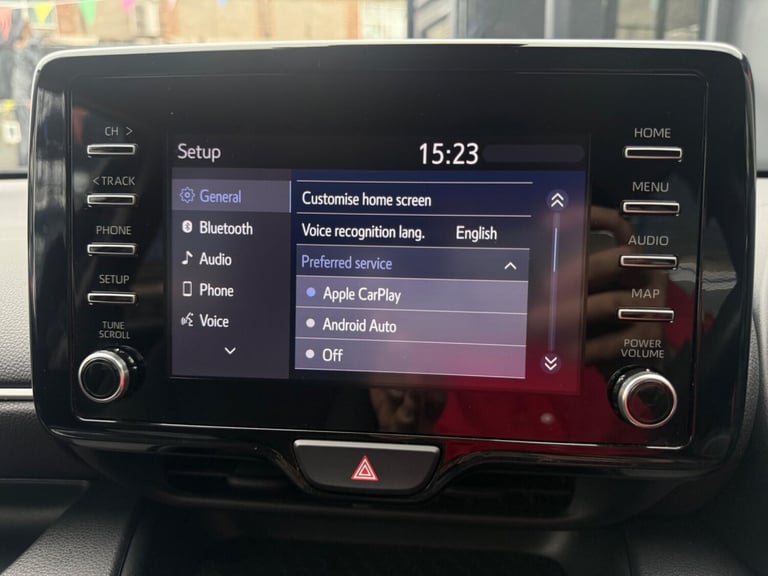 CH >
< TRACK
PHONE
SETUP
TUNE
SCROLL
Setup
15:23
General
Bluetooth
Audio
Phone
Voice
Customise home screen
Voice recognition lang. English
Preferred service
Apple CarPlay
Android Auto
Off
HOME
MENU
AUDIO
MAP
POWER
VOLUME